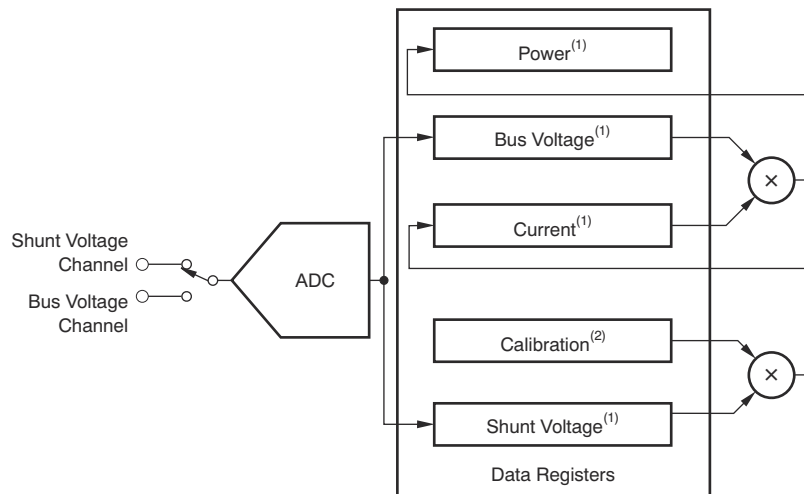 Power(1)
Bus Voltage(1)
×
Current(1)
Shunt Voltage
Channel
ADC
Bus Voltage
Channel
Calibration(2)
×
Shunt Voltage(1)
Data Registers